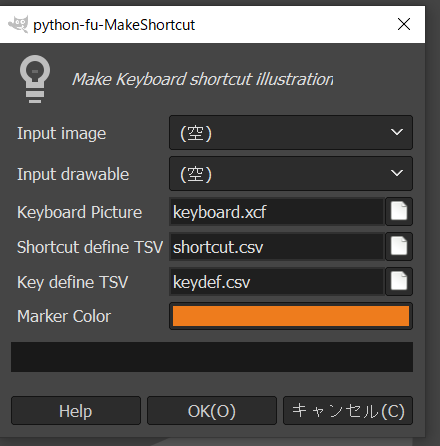 python-fu-MakeShortcut
Make Keyboard shortcut illustration
Input image (空)
Input drawable (空)
Keyboard Picture keyboard.xcf
Shortcut define TSV shortcut.csv
Key define TSV keydef.csv
Marker Color
Help OK(O) キャンセル(C)